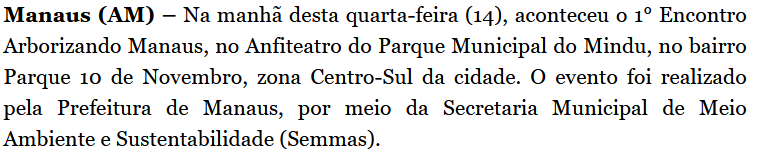 Manaus (AM) – Na manhã desta quarta-feira (14), aconteceu o 1º Encontro
Arborizando Manaus, no Anfiteatro do Parque Municipal do Mindu, no bairro
Parque 10 de Novembro, zona Centro-Sul da cidade. O evento foi realizado
pela Prefeitura de Manaus, por meio da Secretaria Municipal de Meio
Ambiente e Sustentabilidade (Semmas).